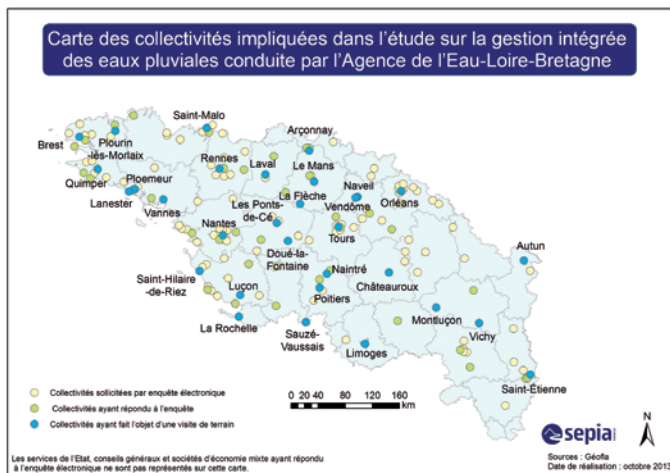 Carte des collectivités impliquées dans l'étude sur la gestion intégrée
des eaux pluviales conduite par l'Agence de l'Eau-Loire-Bretagne
Saint-Malo
Arçonnay
Brest
Plourin
-lès-Morlaix
Rennes
Laval
Le Mans
Quimper
Ploemeur
La Flèche
Naveil
Orléans
Lanester
Vannes
Les Ponts-
de-Cé
Vendôme
Nantes
Tours
Autun
Doué-la-
Fontaine
Saint-Hilaire
-de-Riez
Naintré
Châteauroux
Luçon
Poitiers
Montluçon
La Rochelle
Sauzé-
Vaussais
Vichy
Limoges
Saint-Étienne
Collectivités sollicitées par enquête électronique
Collectivités ayant répondu à l'enquête
Collectivités ayant fait l'objet d'une visite de terrain
0 20 40 80 120 160
km
sepia
N
Les services de l'Etat, conseils généraux et sociétés d'économie mixte ayant répondu
à l'enquête électronique ne sont pas représentés sur cette carte.
Sources : Géofla
Date de réalisation : octobre 2013